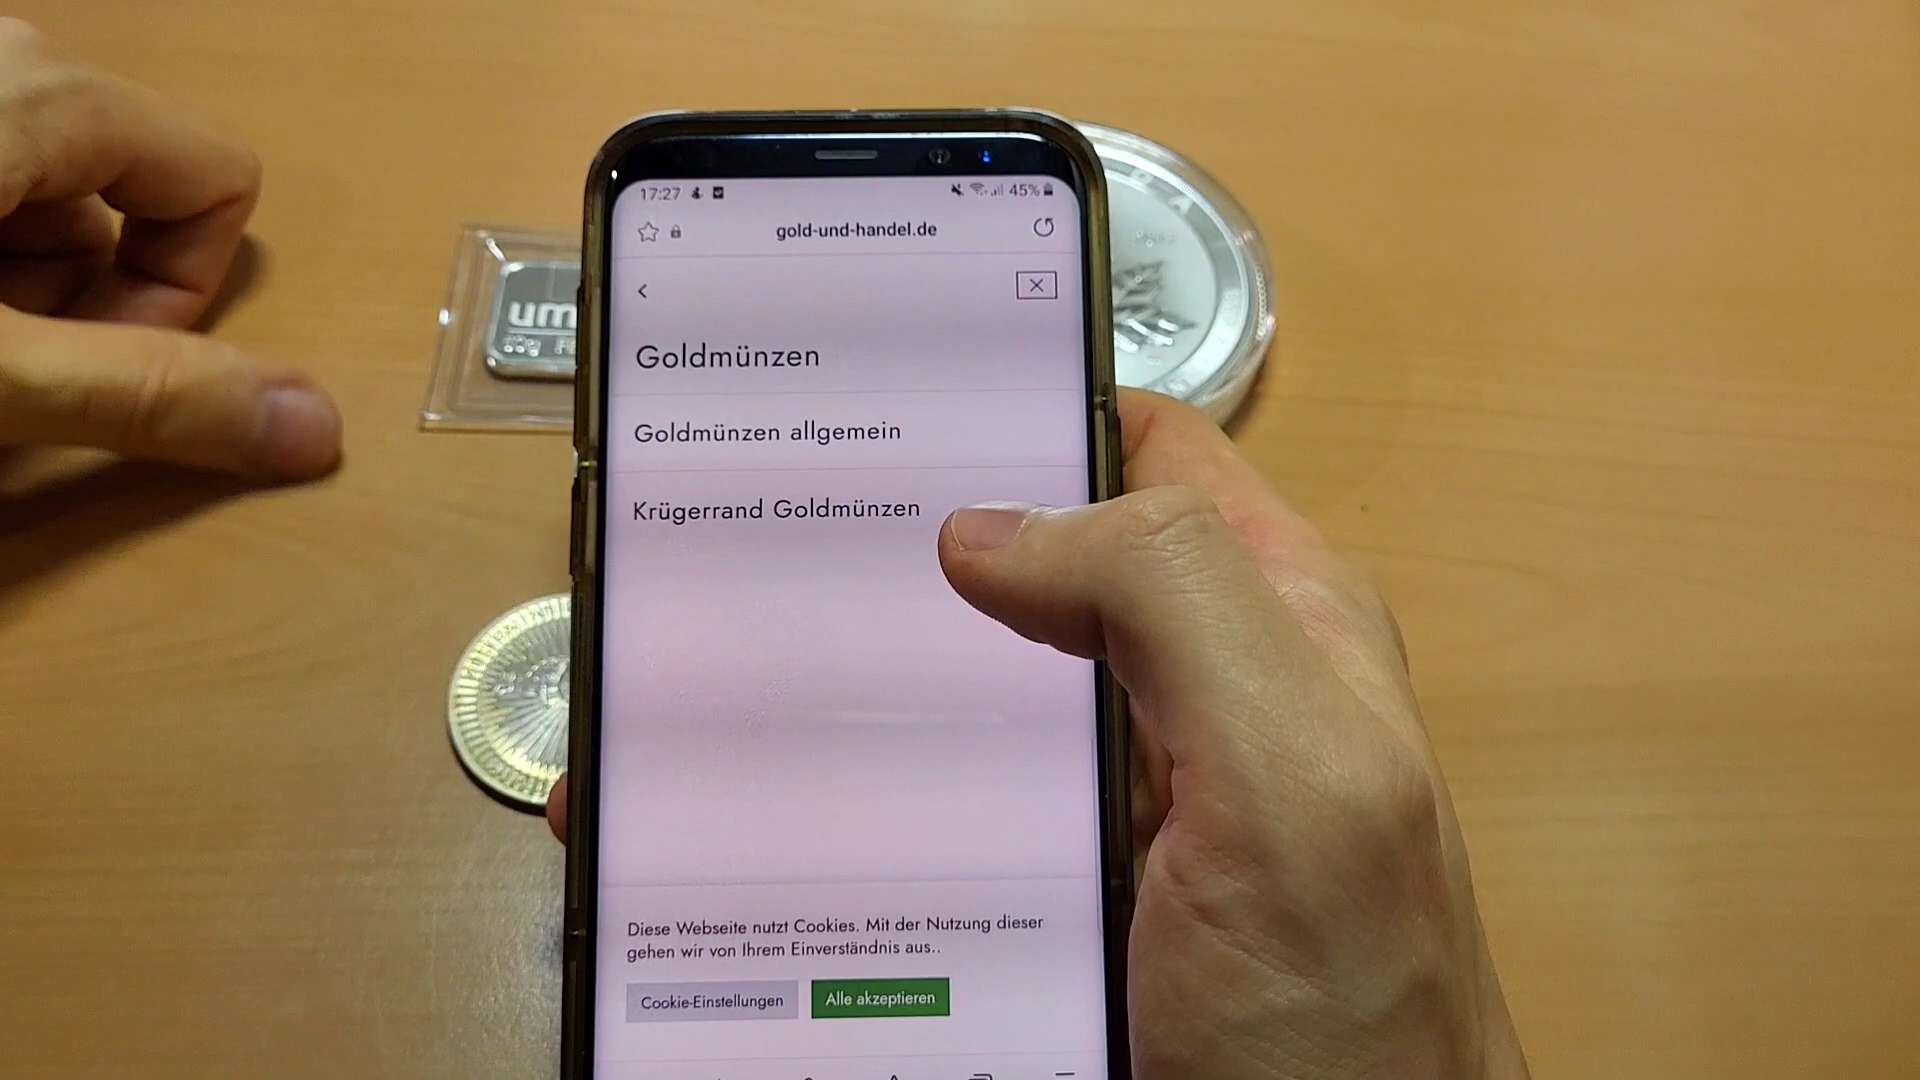 17:27
45%
gold-und-handel.de
Goldmünzen
Goldmünzen allgemein
Krügerrand Goldmünzen
Diese Webseite nutzt Cookies. Mit der Nutzung dieser
gehen wir von Ihrem Einverständnis aus..
Cookie-Einstellungen
Alle akzeptieren
um